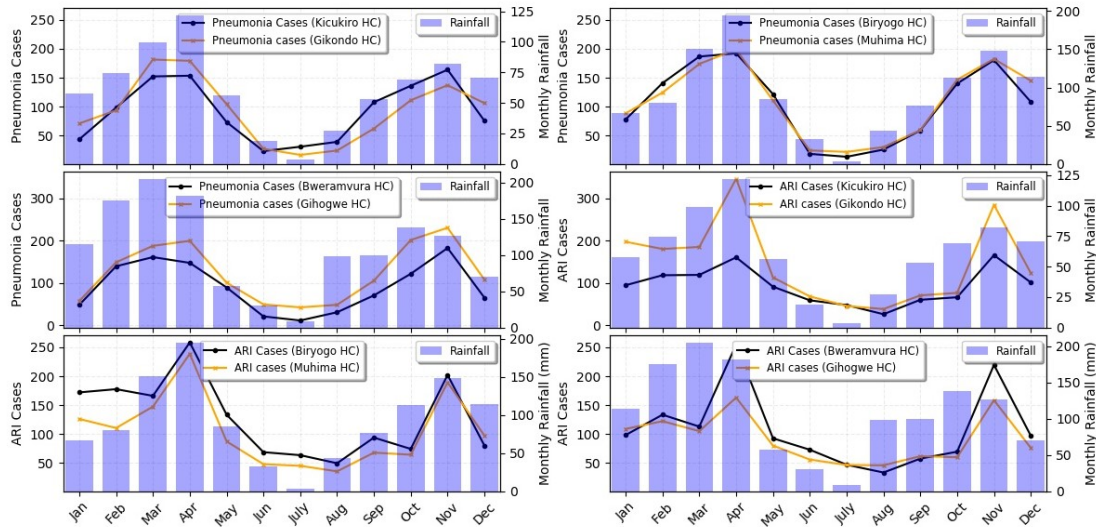 Pneumonia Cases
250
200
150
100
50
Pneumonia Cases (Kicukiro HC)
Pneumonia cases (Gikondo HC)
Rainfall
125
100
75
50
25
0
Monthly Rainfall
Pneumonia Cases
250
200
150
100
50
Pneumonia Cases (Biryogo HC)
Pneumonia cases (Muhima HC)
Rainfall
200
150
100
50
0
Monthly Rainfall
Pneumonia Cases
300
200
100
0
Pneumonia Cases (Bweramvura HC)
Pneumonia cases (Gihogwe HC)
Rainfall
200
150
100
50
0
Monthly Rainfall
ARI Cases
300
250
200
150
100
50
ARI Cases (Kicukiro HC)
ARI cases (Gikondo HC)
Rainfall
125
100
75
50
25
0
Monthly Rainfall
ARI Cases
250
200
150
100
50
ARI Cases (Biryogo HC)
ARI cases (Muhima HC)
Rainfall
200
150
100
50
0
Monthly Rainfall (mm)
Jan Feb Mar Apr May Jun July Aug Sep Oct Nov Dec
ARI Cases
250
200
150
100
50
ARI Cases (Bweramvura HC)
ARI cases (Gihogwe HC)
Rainfall
200
150
100
50
0
Monthly Rainfall (mm)
Jan Feb Mar Apr May Jun July Aug Sep Oct Nov Dec